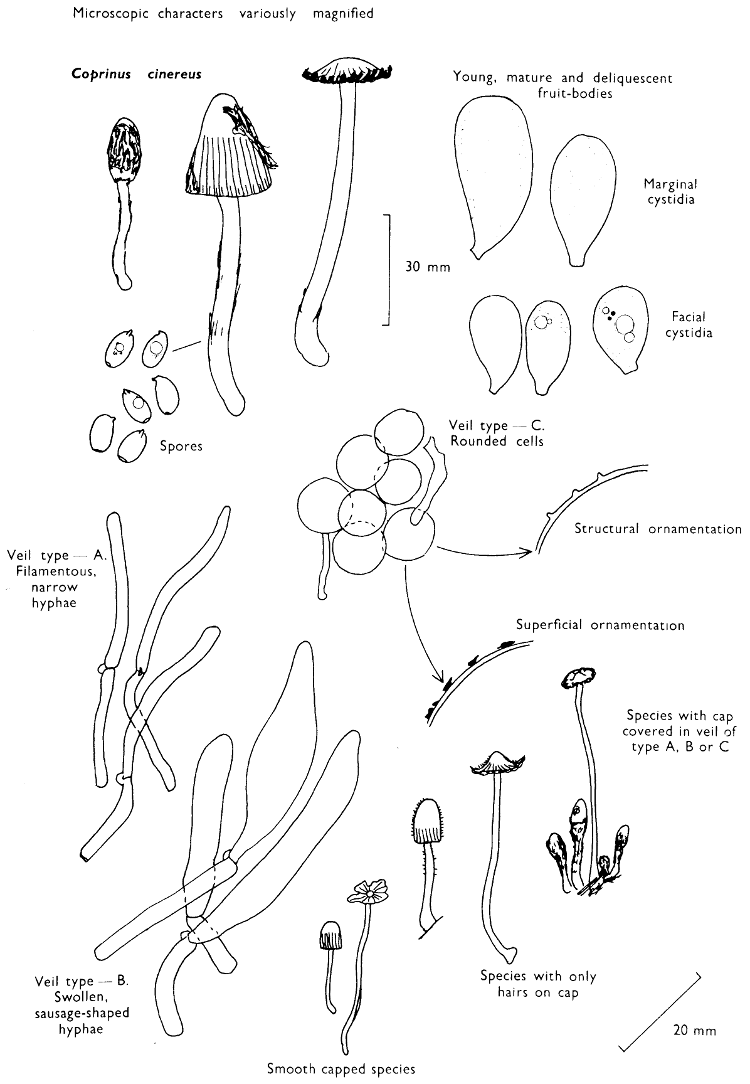 Microscopic characters variously magnified
Coprinus cinereus
Young, mature and deliquescent
fruit-bodies
Marginal
cystidia
30 mm
Facial
cystidia
Spores
Veil type — C.
Rounded cells
Structural ornamentation
Veil type — A.
Filamentous,
narrow
hyphae
Superficial ornamentation
Species with cap
covered in veil of
type A, B or C
Veil type — B.
Swollen,
sausage-shaped
hyphae
Species with only
hairs on cap
20 mm
Smooth capped species